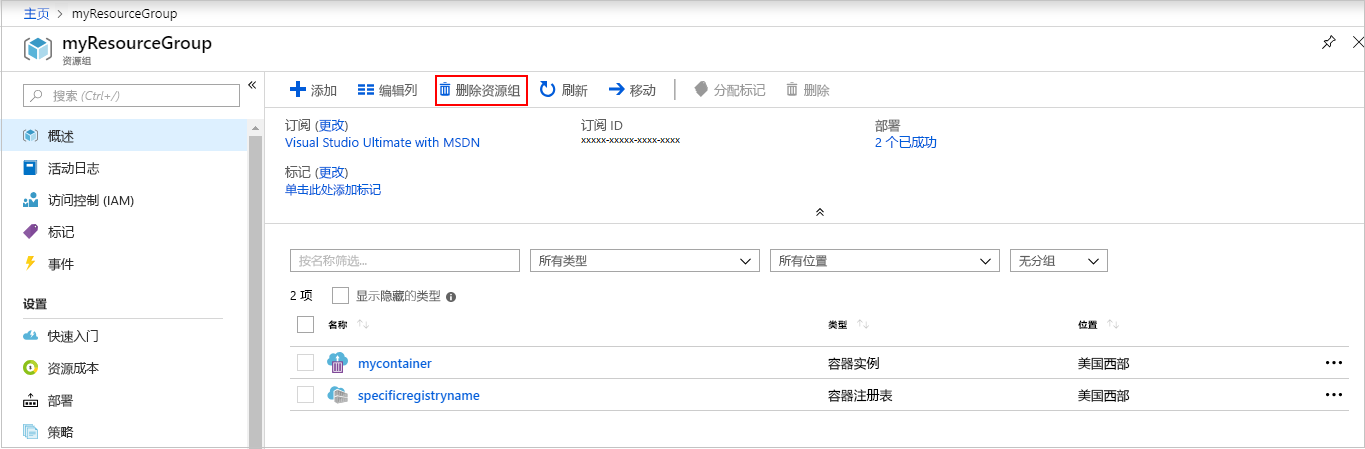 主页 > myResourceGroup
myResourceGroup
资源组
搜索 (Ctrl+/)
概述
活动日志
访问控制 (IAM)
标记
事件
设置
快速入门
资源成本
部署
策略
添加 编辑列 删除资源组 刷新 移动 分配标记 删除
订阅 (更改) 订阅 ID 部署
Visual Studio Ultimate with MSDN xxxxx-xxxxx-xxxx-xxxx 2 个已成功
标记 (更改)
单击此处添加标记
按名称筛选... 所有类型 所有位置 无分组
2 项 显示隐藏的类型
名称 类型 位置
mycontainer 容器实例 美国西部
specificregistryname 容器注册表 美国西部